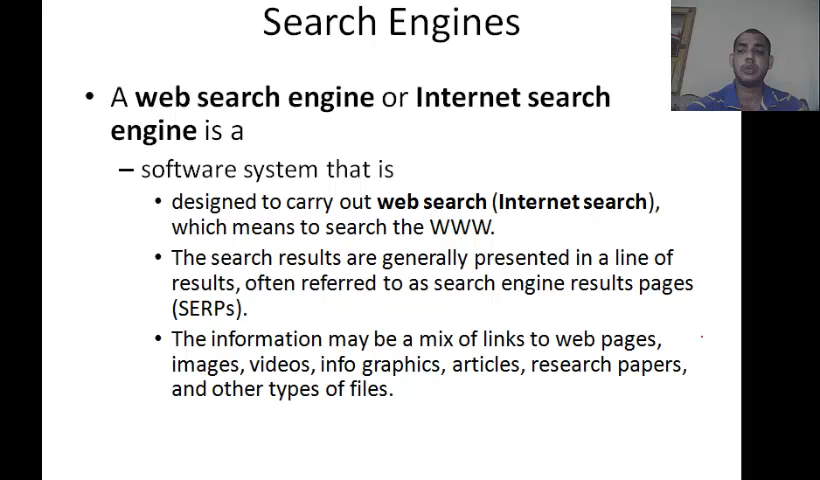 Search Engines
• A web search engine or Internet search
engine is a
– software system that is
• designed to carry out web search (Internet search),
which means to search the WWW.
• The search results are generally presented in a line of
results, often referred to as search engine results pages
(SERPs).
• The information may be a mix of links to web pages,
images, videos, info graphics, articles, research papers,
and other types of files.